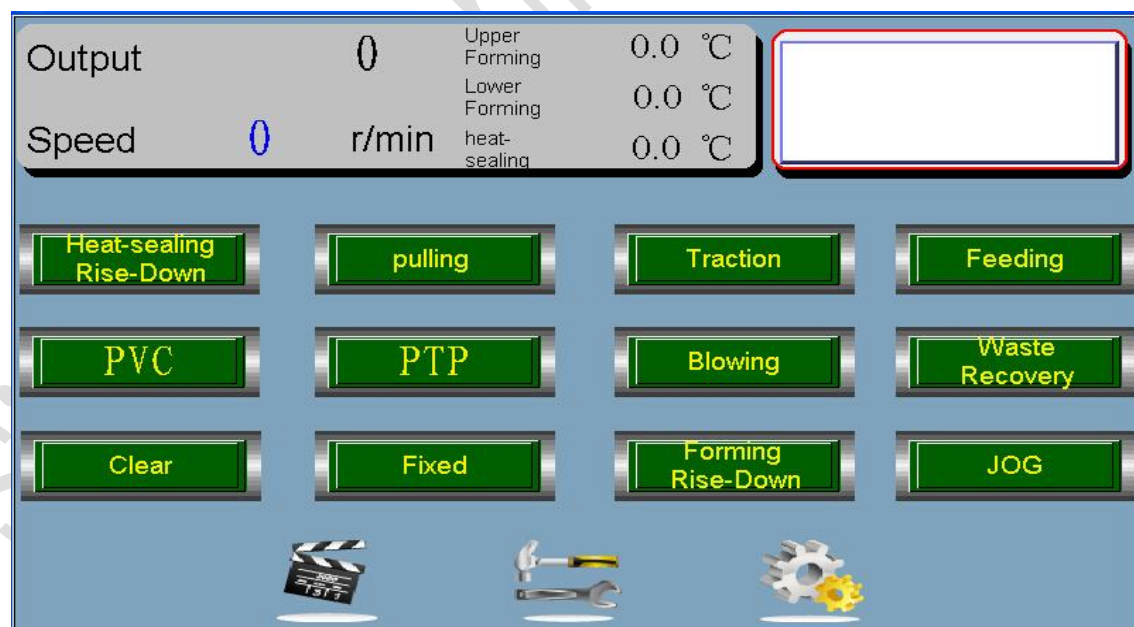 Output 0
Speed 0 r/min
Upper
Forming 0.0 ℃
Lower
Forming 0.0 ℃
heat-
sealing 0.0 ℃
Heat-sealing
Rise-Down
pulling
Traction
Feeding
PVC
PTP
Blowing
Waste
Recovery
Clear
Fixed
Forming
Rise-Down
JOG